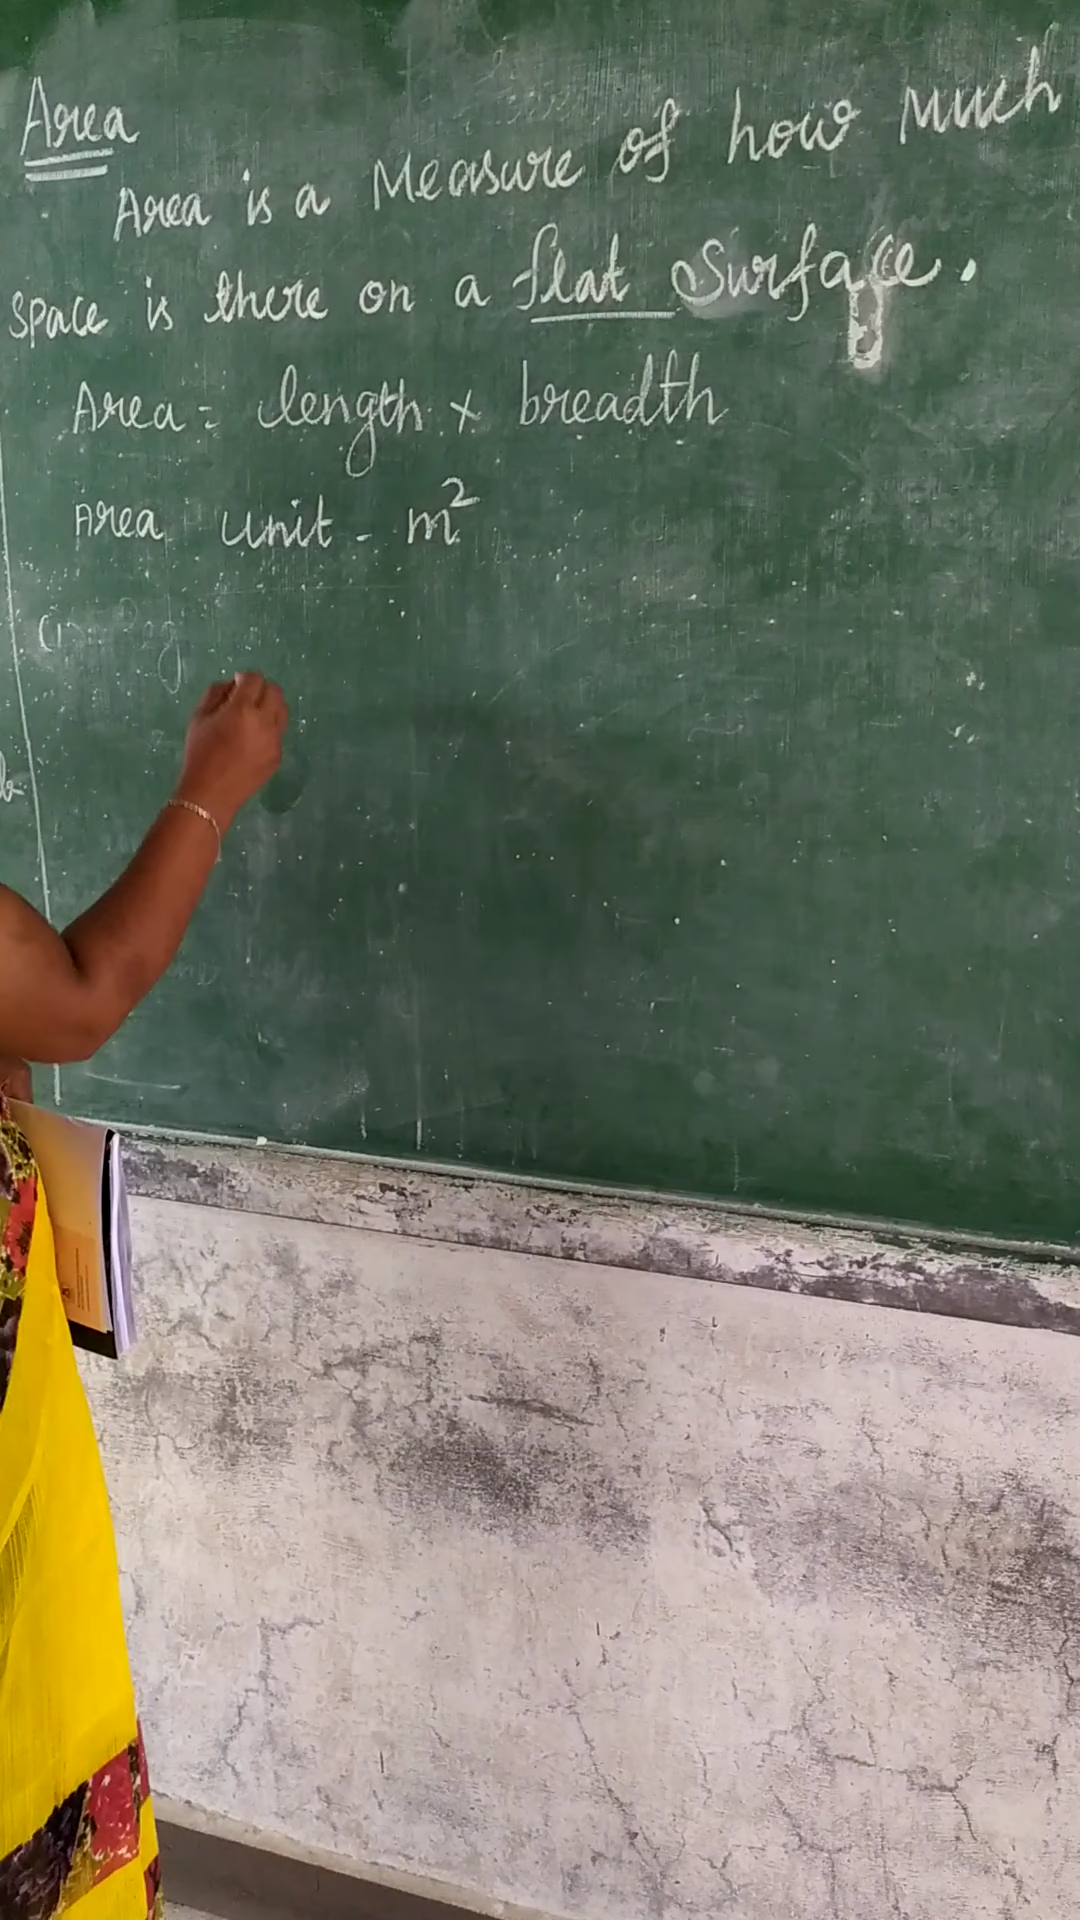 Area
Area is a Measure of how Much
space is there on a flat Surface.
Area = length x breadth
Area unit - m²
(i) Reg
b